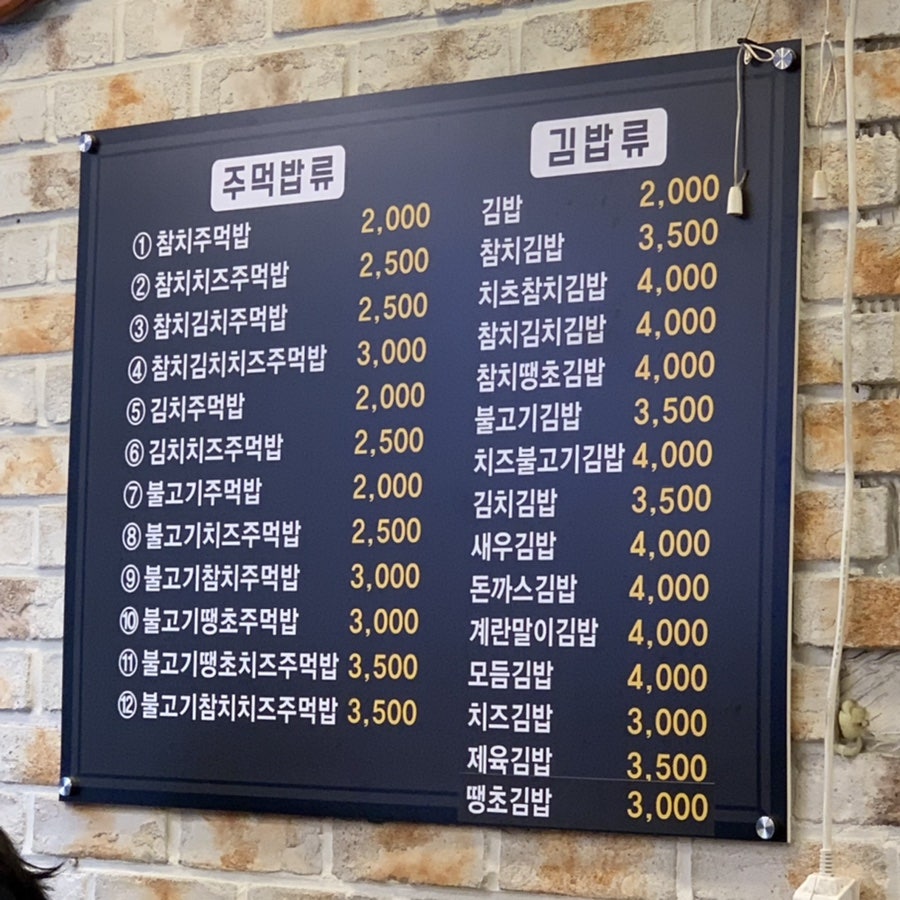 주먹밥류
① 참치주먹밥 2,000
② 참치치즈주먹밥 2,500
③ 참치김치주먹밥 2,500
④ 참치김치치즈주먹밥 3,000
⑤ 김치주먹밥 2,000
⑥ 김치치즈주먹밥 2,500
⑦ 불고기주먹밥 2,000
⑧ 불고기치즈주먹밥 2,500
⑨ 불고기참치주먹밥 3,000
⑩ 불고기땡초주먹밥 3,000
⑪ 불고기땡초치즈주먹밥 3,500
⑫ 불고기참치치즈주먹밥 3,500
김밥류
김밥 2,000
참치김밥 3,500
치츠참치김밥 4,000
참치김치김밥 4,000
참치땡초김밥 4,000
불고기김밥 3,500
치즈불고기김밥 4,000
김치김밥 3,500
새우김밥 4,000
돈까스김밥 4,000
계란말이김밥 4,000
모듬김밥 4,000
치즈김밥 3,000
제육김밥 3,500
땡초김밥 3,000